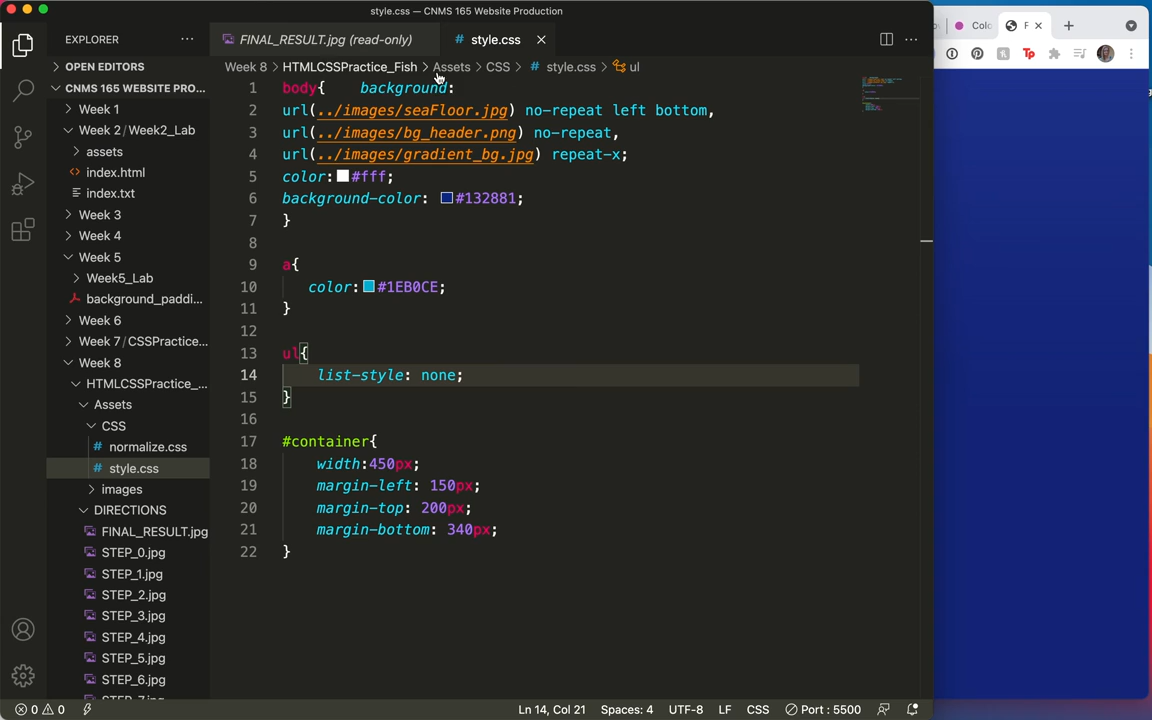 style.css — CNMS 165 Website Production
EXPLORER
FINAL_RESULT.jpg (read-only)
style.css
Colo
F
OPEN EDITORS
Week 8 > HTMLCSSPractice_Fish > Assets > CSS > # style.css > ul
CNMS 165 WEBSITE PRO...
Week 1
Week 2 / Week2_Lab
assets
index.html
index.txt
Week 3
Week 4
Week 5
Week5_Lab
background_paddi...
Week 6
Week 7 / CSSPractice...
Week 8
HTMLCSSPractice_...
Assets
CSS
# normalize.css
# style.css
images
DIRECTIONS
FINAL_RESULT.jpg
STEP_0.jpg
STEP_1.jpg
STEP_2.jpg
STEP_3.jpg
STEP_4.jpg
STEP_5.jpg
STEP_6.jpg
STEP_7.jpg
1 body{    background:
2 url(../images/seaFloor.jpg) no-repeat left bottom,
3 url(../images/bg_header.png) no-repeat,
4 url(../images/gradient_bg.jpg) repeat-x;
5 color:#fff;
6 background-color: #132881;
7 }
8
9 a{
10 color:#1EB0CE;
11 }
12
13 ul{
14 list-style: none;
15 }
16
17 #container{
18 width:450px;
19 margin-left: 150px;
20 margin-top: 200px;
21 margin-bottom: 340px;
22 }
0 0
Ln 14, Col 21
Spaces: 4
UTF-8
LF
CSS
Port : 5500